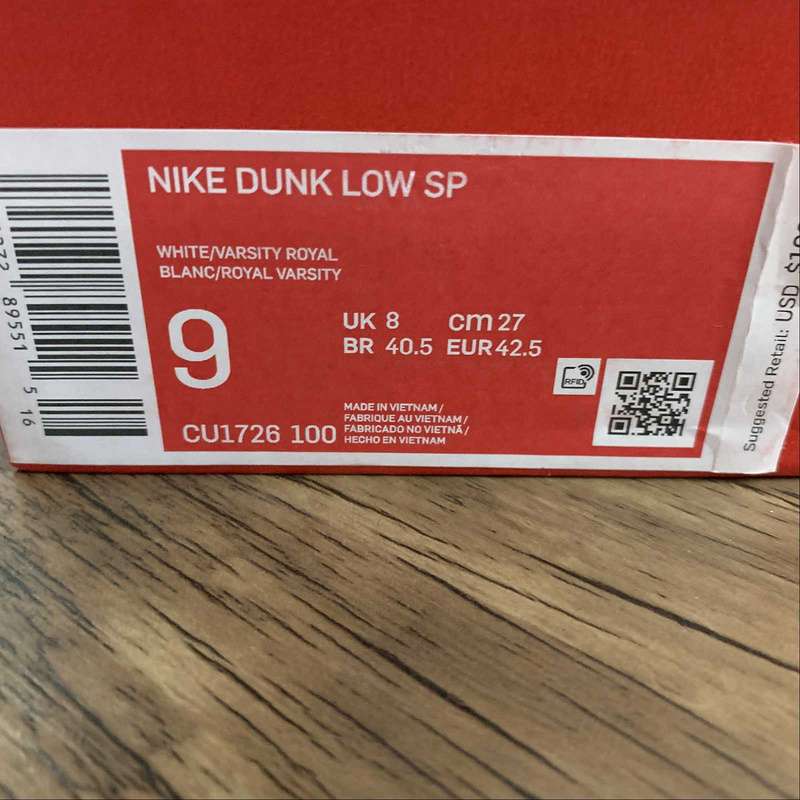 NIKE DUNK LOW SP
WHITE/VARSITY ROYAL
BLANC/ROYAL VARSITY
9
UK 8 cm 27
BR 40.5 EUR 42.5
RFID
CU1726 100
MADE IN VIETNAM /
FABRIQUE AU VIETNAM /
FABRICADO NO VIETNÃ /
HECHO EN VIETNAM
89551 5 16
Suggested Retail: USD